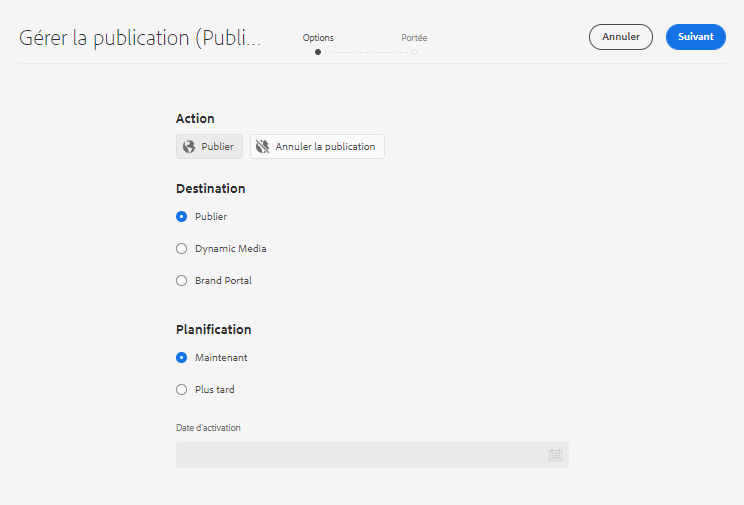 Gérer la publication (Publi...
Options
Portée
Annuler
Suivant
Action
Publier
Annuler la publication
Destination
Publier
Dynamic Media
Brand Portal
Planification
Maintenant
Plus tard
Date d'activation